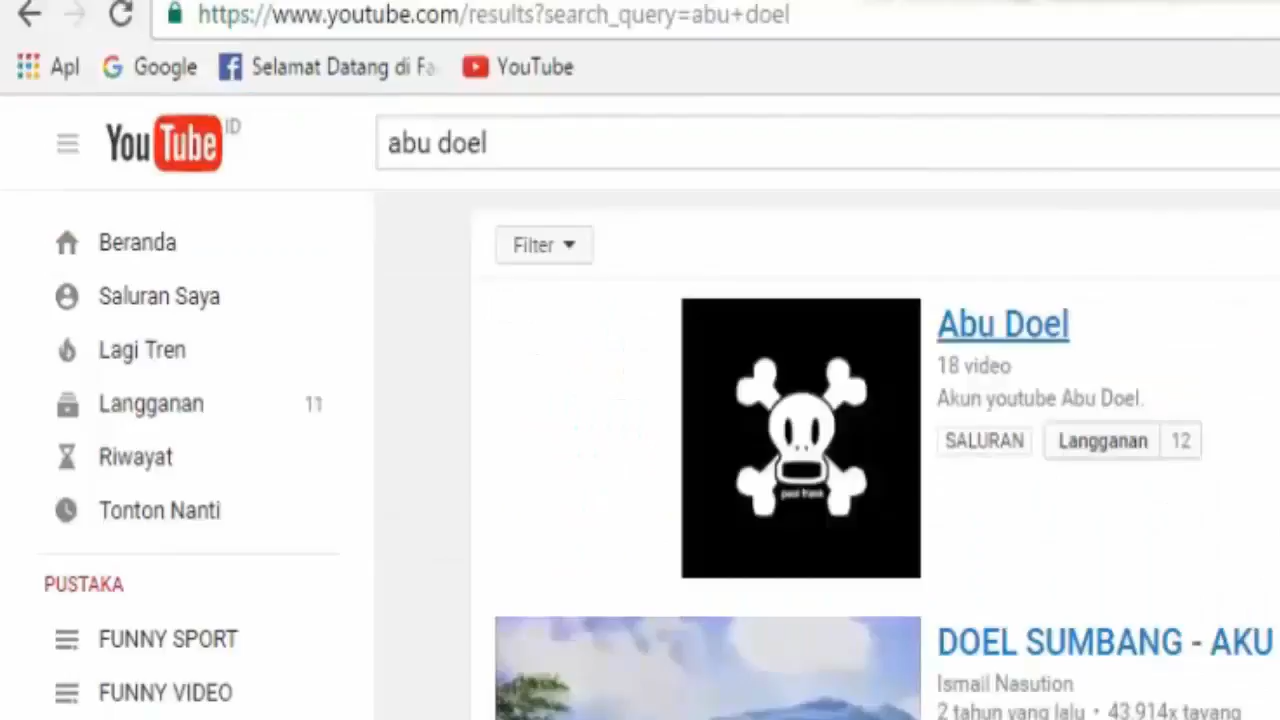 https://www.youtube.com/results?search_query=abu+doel
Apl Google Selamat Datang di Fa YouTube
YouTube ID
abu doel
Beranda
Saluran Saya
Lagi Tren
Langganan 11
Riwayat
Tonton Nanti
PUSTAKA
FUNNY SPORT
FUNNY VIDEO
Filter
Abu Doel
18 video
Akun youtube Abu Doel.
SALURAN Langganan 12
paul frank
DOEL SUMBANG - AKU
Ismail Nasution
2 tahun yang lalu • 43.914x tayang